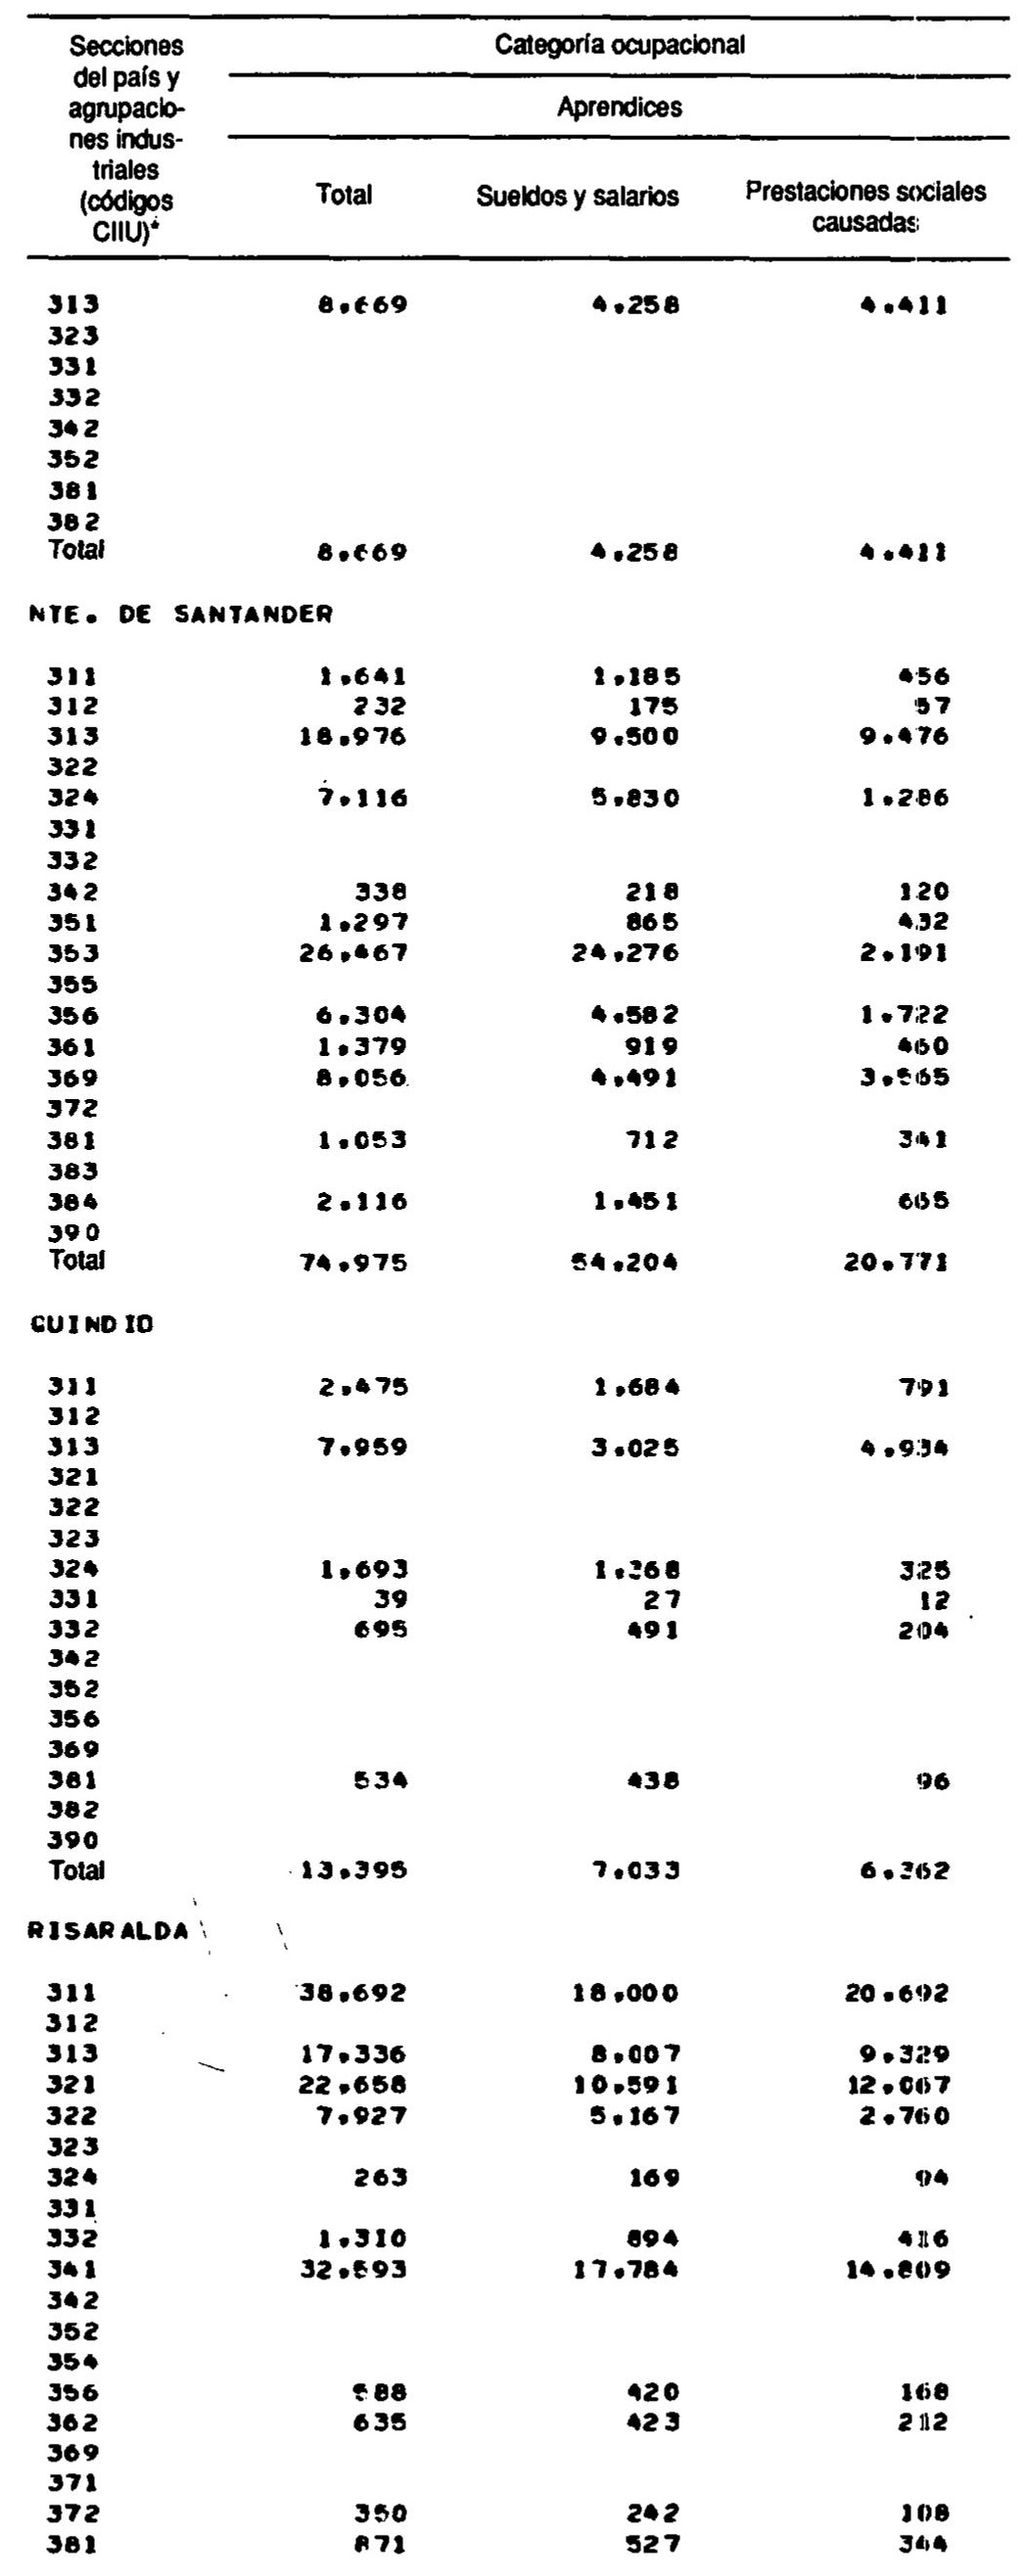 Secciones del país y agrupacio- nes indus- triales (códigos CIIU)* Categoría ocupacional
Aprendices
Total Sueldos y salarios Prestaciones sociales causadas
313 8.669 4.258 4.411
323
331
332
342
352
381
382
Total 8.669 4.258 4.411
NTE. DE SANTANDER
311 1.641 1.185 456
312 232 175 57
313 18.976 9.500 9.476
322
324 7.116 5.830 1.286
331
332
342 338 218 120
351 1.297 865 432
353 26.467 24.276 2.191
355
356 6.304 4.582 1.722
361 1.379 919 460
369 8.056 4.491 3.565
372
381 1.053 712 341
383
384 2.116 1.451 665
390
Total 74.975 54.204 20.771
QUINDIO
311 2.475 1.684 791
312
313 7.959 3.025 4.934
321
322
323
324 1.693 1.368 325
331 39 27 12
332 695 491 204
342
352
356
369
381 534 438 96
382
390
Total 13.395 7.033 6.362
RISARALDA
311 38.692 18.000 20.692
312
313 17.336 8.007 9.329
321 22.658 10.591 12.067
322 7.927 5.167 2.760
323
324 263 169 94
331
332 1.310 894 416
341 32.593 17.784 14.809
342
352
354
356 588 420 168
362 635 423 212
369
371
372 350 242 108
381 871 527 344